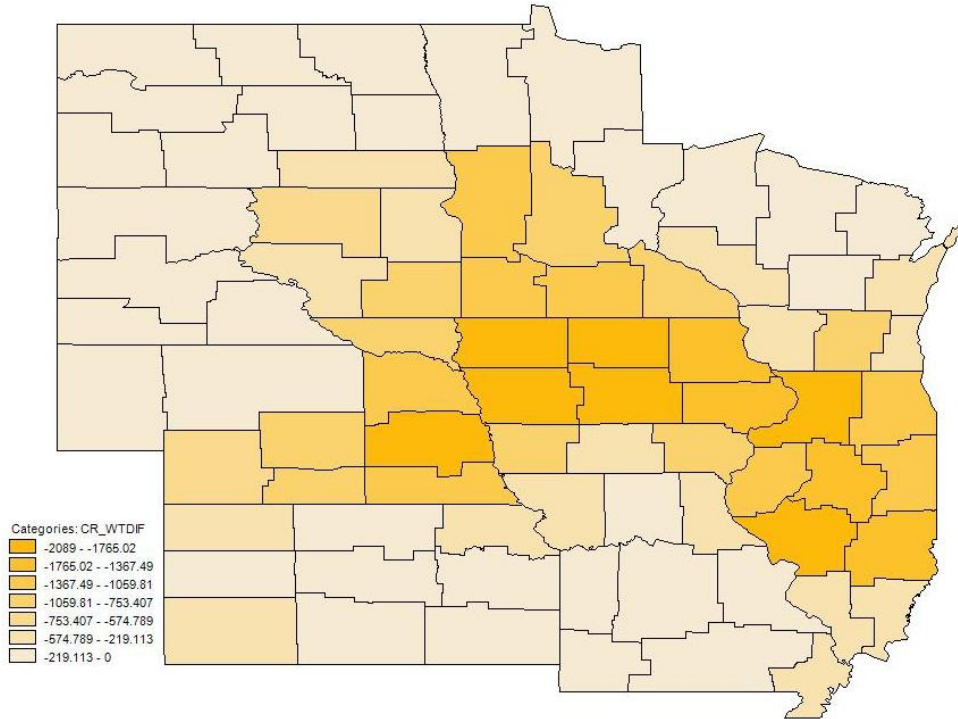 Categories: CR_WTDIF
-2089 - -1765.02
-1765.02 - -1367.49
-1367.49 - -1059.81
-1059.81 - -753.407
-753.407 - -574.789
-574.789 - -219.113
-219.113 - 0